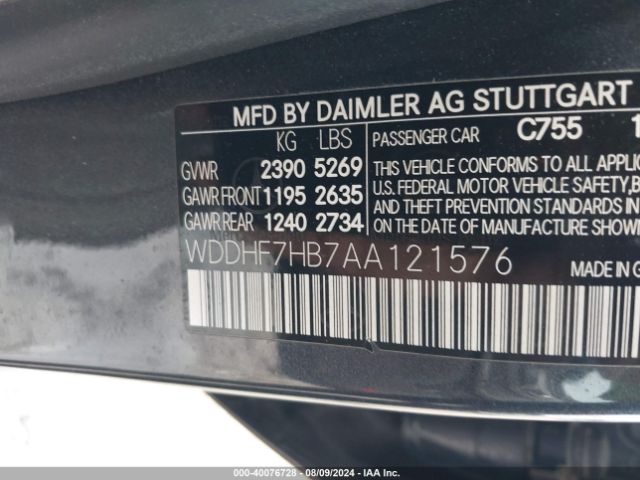 MFD BY DAIMLER AG STUTTGART
KG LBS
GVWR 2390 5269
GAWR FRONT 1195 2635
GAWR REAR 1240 2734
PASSENGER CAR C755 1
THIS VEHICLE CONFORMS TO ALL
U.S. FEDERAL MOTOR VEHICLE SAFETY,
AND THEFT PREVENTION STANDARDS IN
ON THE DATE OF MANUFACTURE
WDDHF7HB7AA121576
MADE IN
000-40076728 - 08/09/2024 - IAA Inc.